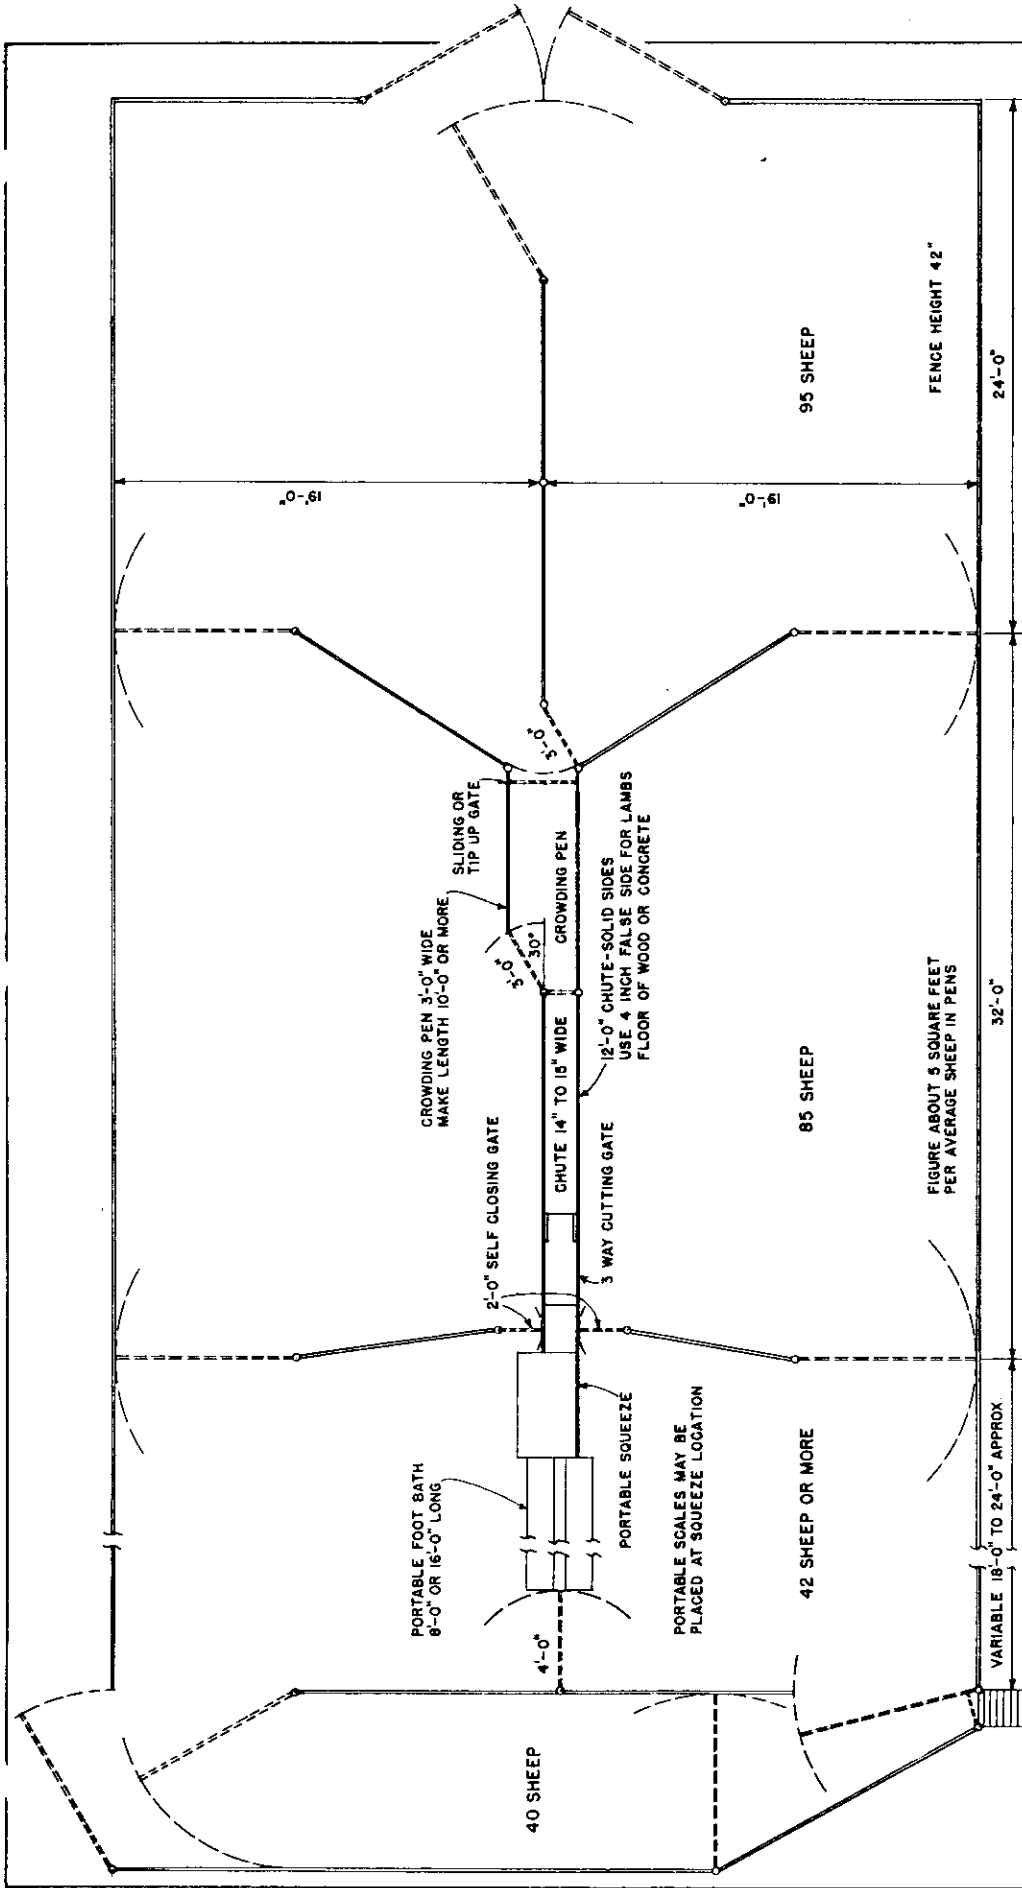 40 SHEEP
4'-0"
PORTABLE FOOT BATH
8'-0" OR 16'-0" LONG
PORTABLE SQUEEZE
PORTABLE SCALES MAY BE
PLACED AT SQUEEZE LOCATION
42 SHEEP OR MORE
VARIABLE 18'-0" TO 24'-0" APPROX.
2'-0" SELF CLOSING GATE
3 WAY CUTTING GATE
CHUTE 14" TO 15" WIDE
CROWDING PEN 3'-0" WIDE
MAKE LENGTH 10'-0" OR MORE
SLIDING OR
TIP UP GATE
5'-0"
30°
CROWDING PEN
3'-0"
12'-0" CHUTE-SOLID SIDES
USE 4 INCH FALSE SIDE FOR LAMBS
FLOOR OF WOOD OR CONCRETE
85 SHEEP
FIGURE ABOUT 5 SQUARE FEET
PER AVERAGE SHEEP IN PENS
32'-0"
19'-0"
19'-0"
95 SHEEP
FENCE HEIGHT 42"
24'-0"